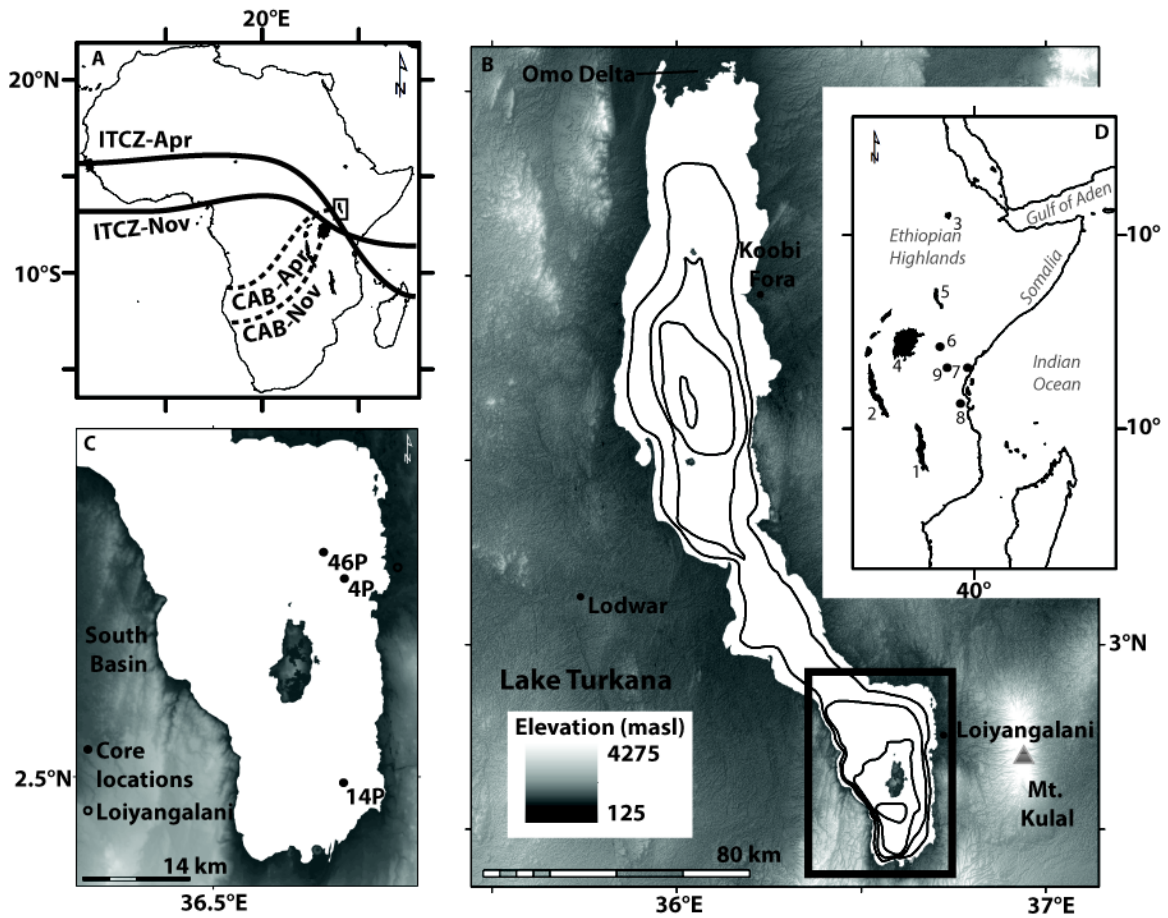 20°E
A
20°N
ITCZ-Apr
ITCZ-Nov
10°S
CAB-Apr
CAB-Nov
B
Omo Delta
Koobi
Fora
Lodwar
Lake Turkana
Elevation (masl)
4275
125
80 km
3°N
Loiyangalani
Mt.
Kulal
36°E
37°E
C
46P
4P
South
Basin
Core
locations
Loiyangalani
14P
2.5°N
14 km
36.5°E
D
Gulf of Aden
3
Ethiopian
Highlands
10°
Somalia
5
6
4
9 7
Indian
Ocean
2
8
10°
1
40°